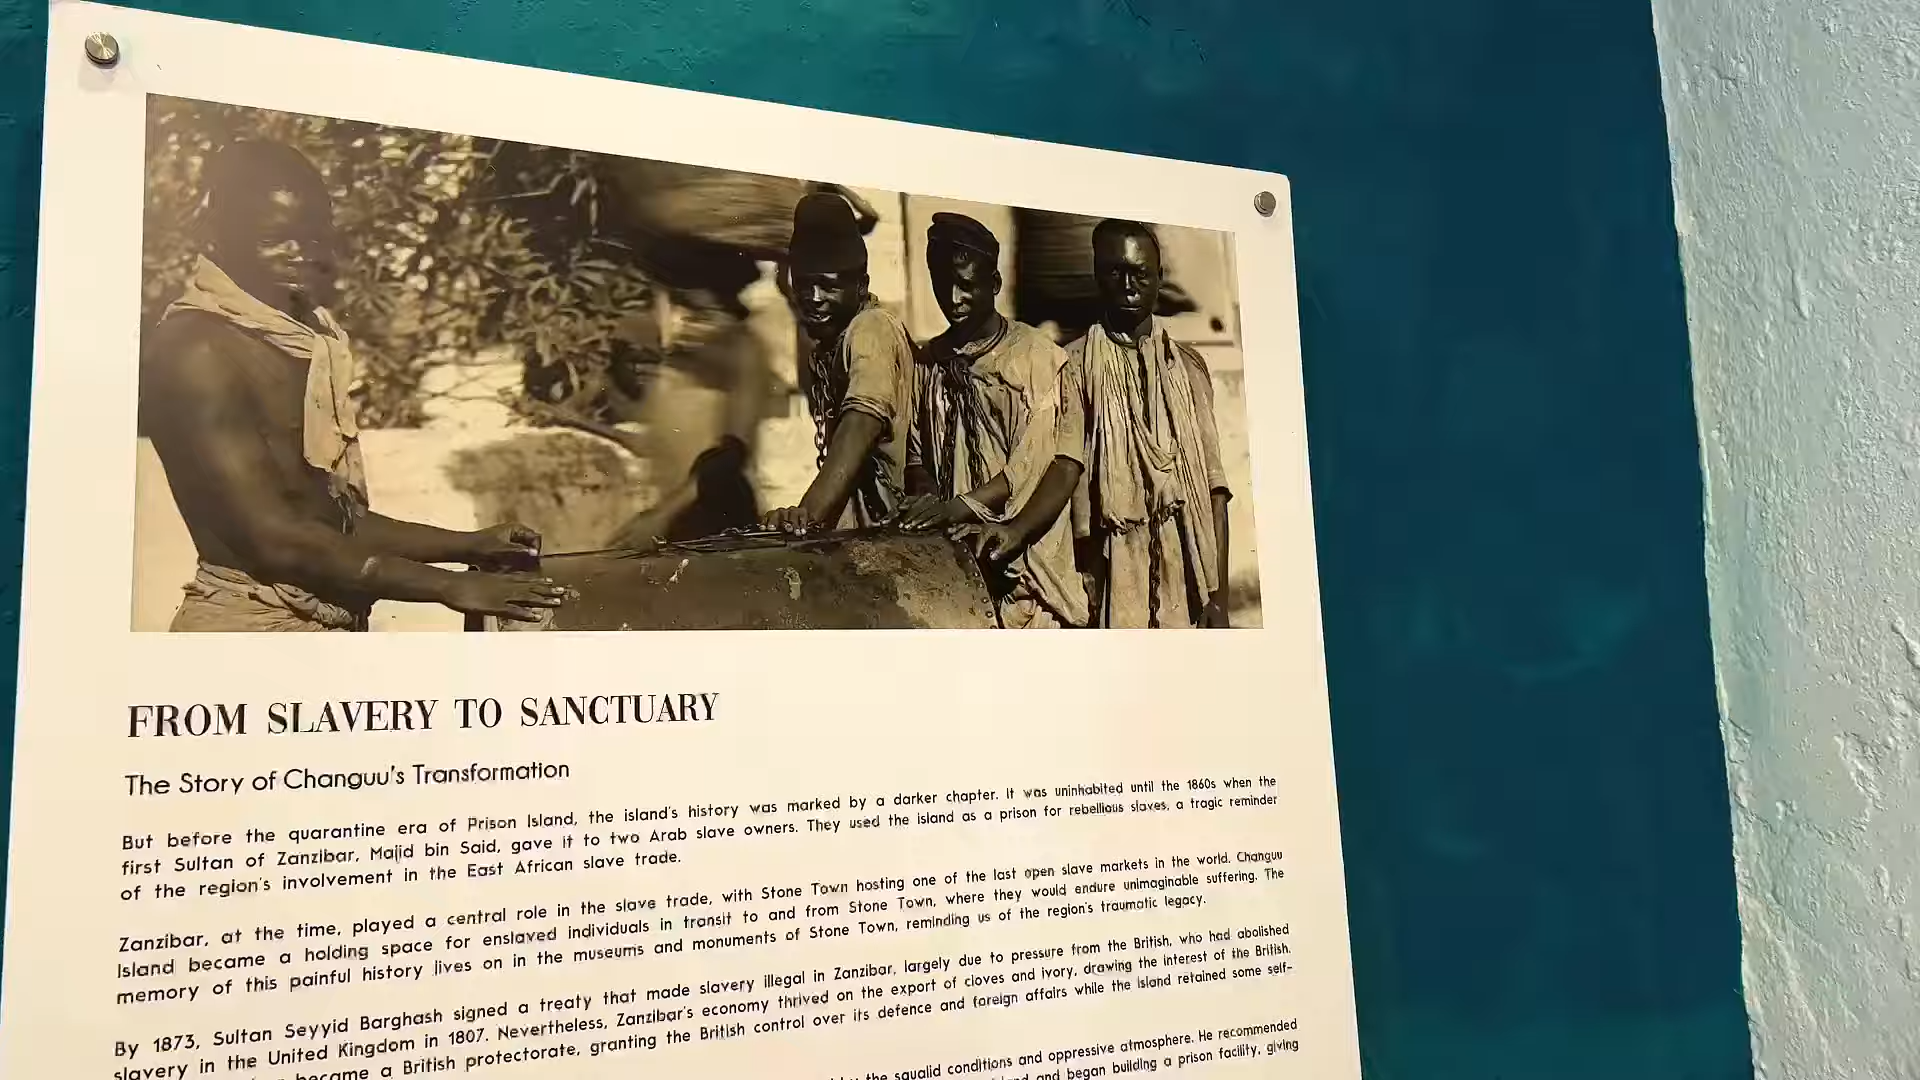 FROM SLAVERY TO SANCTUARY
The Story of Changuu's Transformation
But before the quarantine era of Prison Island, the island's history was marked by a darker chapter. It was uninhabited until the 1860s when the
first Sultan of Zanzibar, Majid bin Said, gave it to two Arab slave owners. They used the island as a prison for rebellious slaves, a tragic reminder
of the region's involvement in the East African slave trade.
Zanzibar, at the time, played a central role in the slave trade, with Stone Town hosting one of the last open slave markets in the world. Changuu
Island became a holding space for enslaved individuals in transit to and from Stone Town, where they would endure unimaginable suffering. The
memory of this painful history lives on in the museums and monuments of Stone Town, reminding us of the region's traumatic legacy.
By 1873, Sultan Seyyid Barghash signed a treaty that made slavery illegal in Zanzibar, largely due to pressure from the British, who had abolished
slavery in the United Kingdom in 1807. Nevertheless, Zanzibar's economy thrived on the export of cloves and ivory, drawing the interest of the British.
became a British protectorate, granting the British control over its defence and foreign affairs while the island retained some self-
the squalid conditions and oppressive atmosphere. He recommended
and began building a prison facility, giving